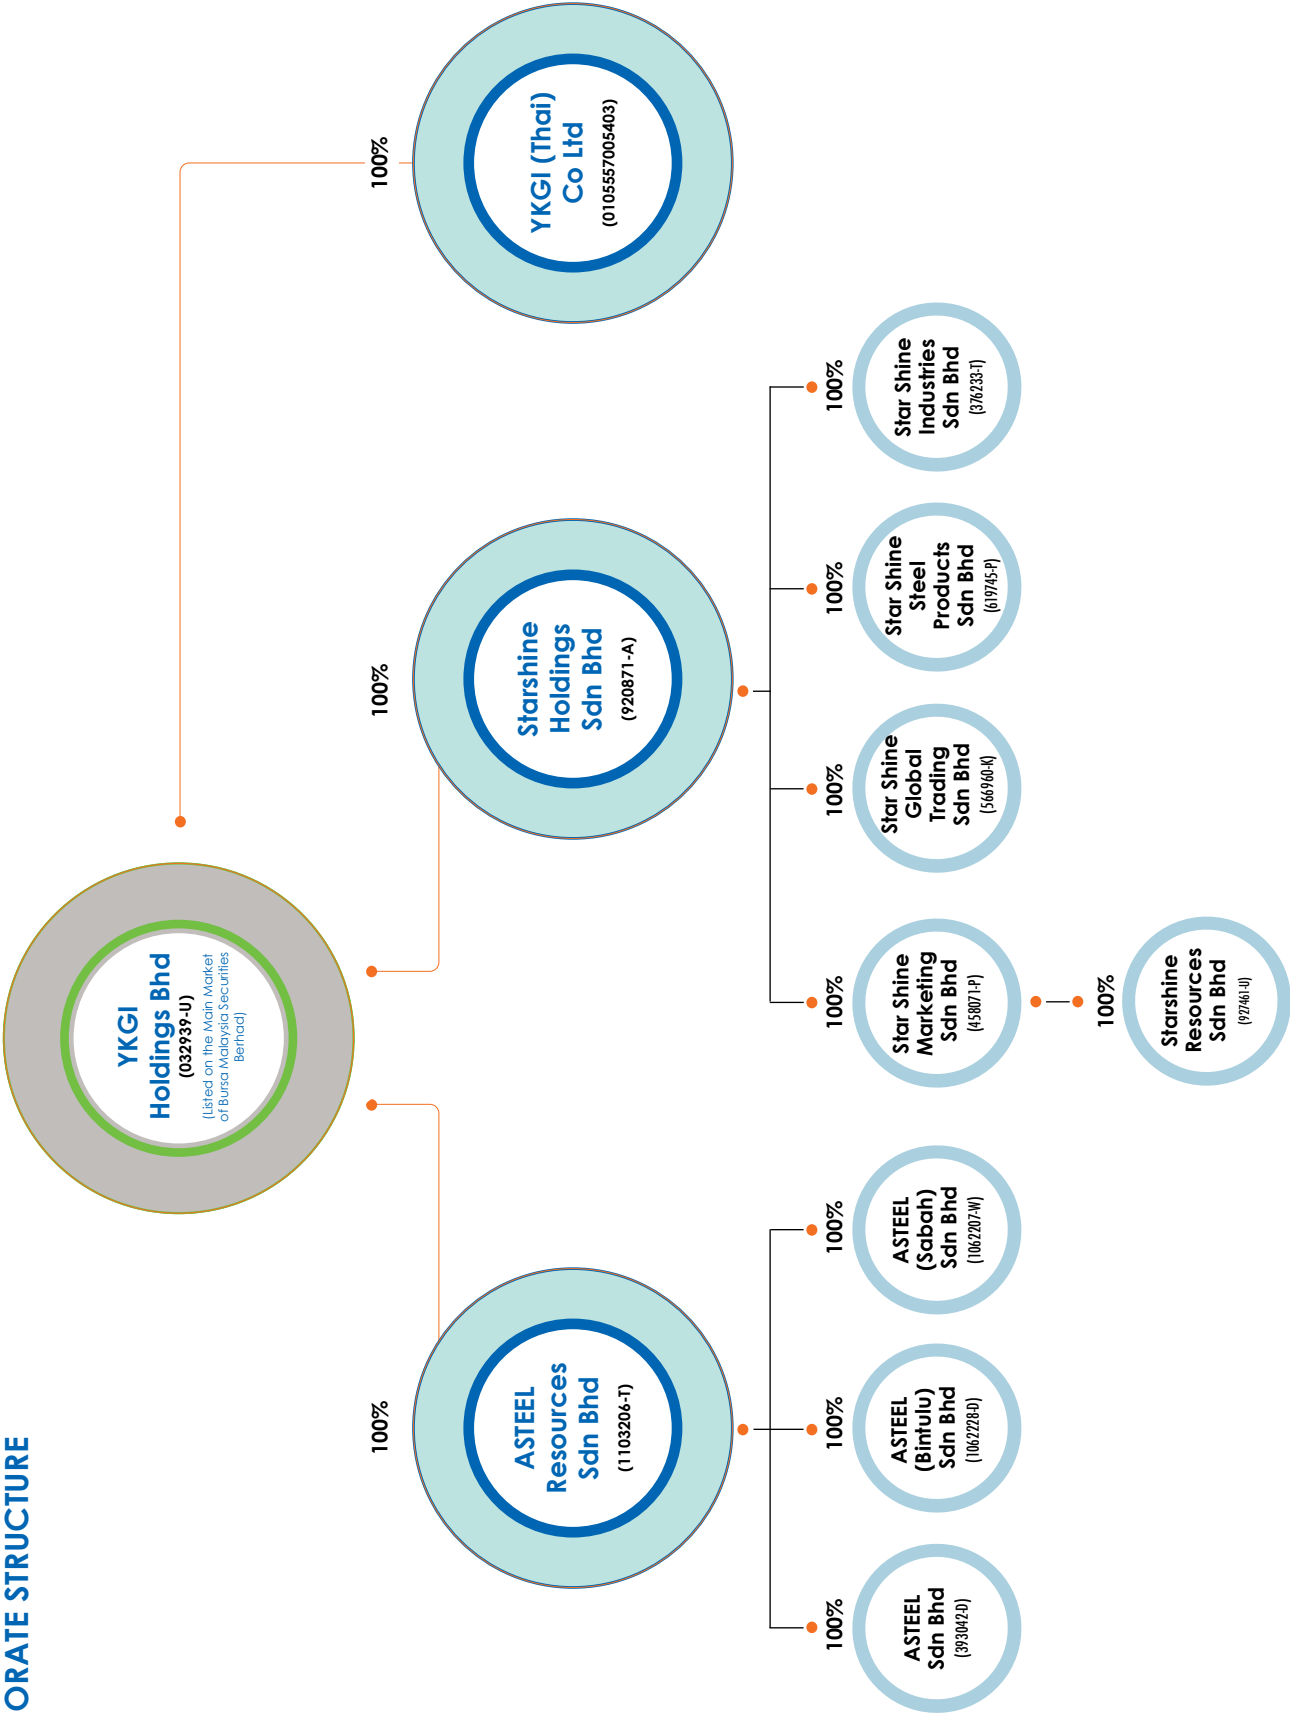 ORATE STRUCTURE
YKGI
Holdings Bhd
(032939-U)
(Listed on the Main Market
of Bursa Malaysia Securities
Berhad)
100%
ASTEEL
Resources
Sdn Bhd
(1103206-T)
100%
Starshine
Holdings
Sdn Bhd
(920871-A)
100%
YKGI (Thai)
Co Ltd
(0105557005403)
100%
ASTEEL
Sdn Bhd
(393042-D)
100%
ASTEEL
(Bintulu)
Sdn Bhd
(1062228-D)
100%
ASTEEL
(Sabah)
Sdn Bhd
(1062207-W)
100%
Star Shine
Marketing
Sdn Bhd
(458071-P)
100%
Star Shine
Global
Trading
Sdn Bhd
(566960-K)
100%
Star Shine
Steel
Products
Sdn Bhd
(619745-P)
100%
Star Shine
Industries
Sdn Bhd
(376233-T)
100%
Starshine
Resources
Sdn Bhd
(927461-U)